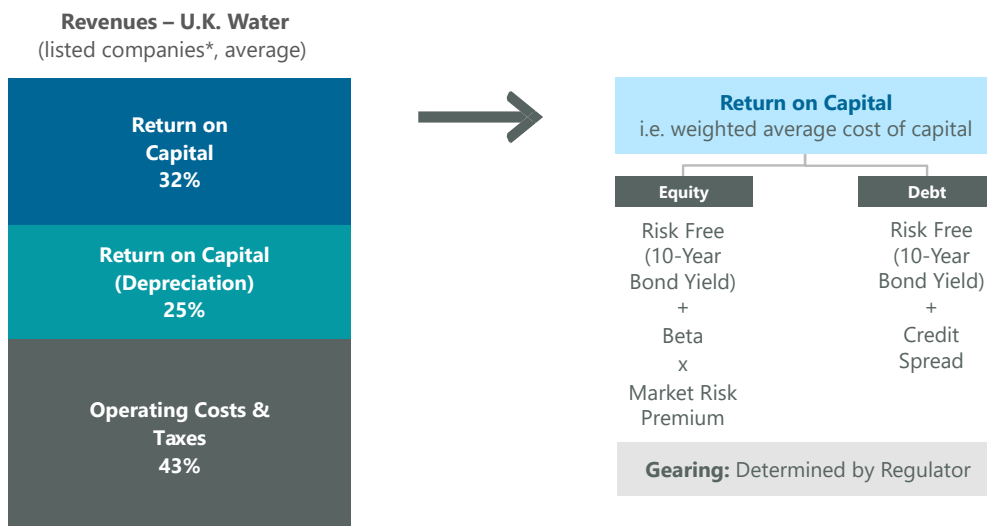 Revenues – U.K. Water
(listed companies*, average)
Return on
Capital
32%
Return on Capital
(Depreciation)
25%
Operating Costs &
Taxes
43%
Return on Capital
i.e. weighted average cost of capital
Equity
Risk Free
(10-Year
Bond Yield)
+
Beta
x
Market Risk
Premium
Debt
Risk Free
(10-Year
Bond Yield)
+
Credit
Spread
Gearing: Determined by Regulator